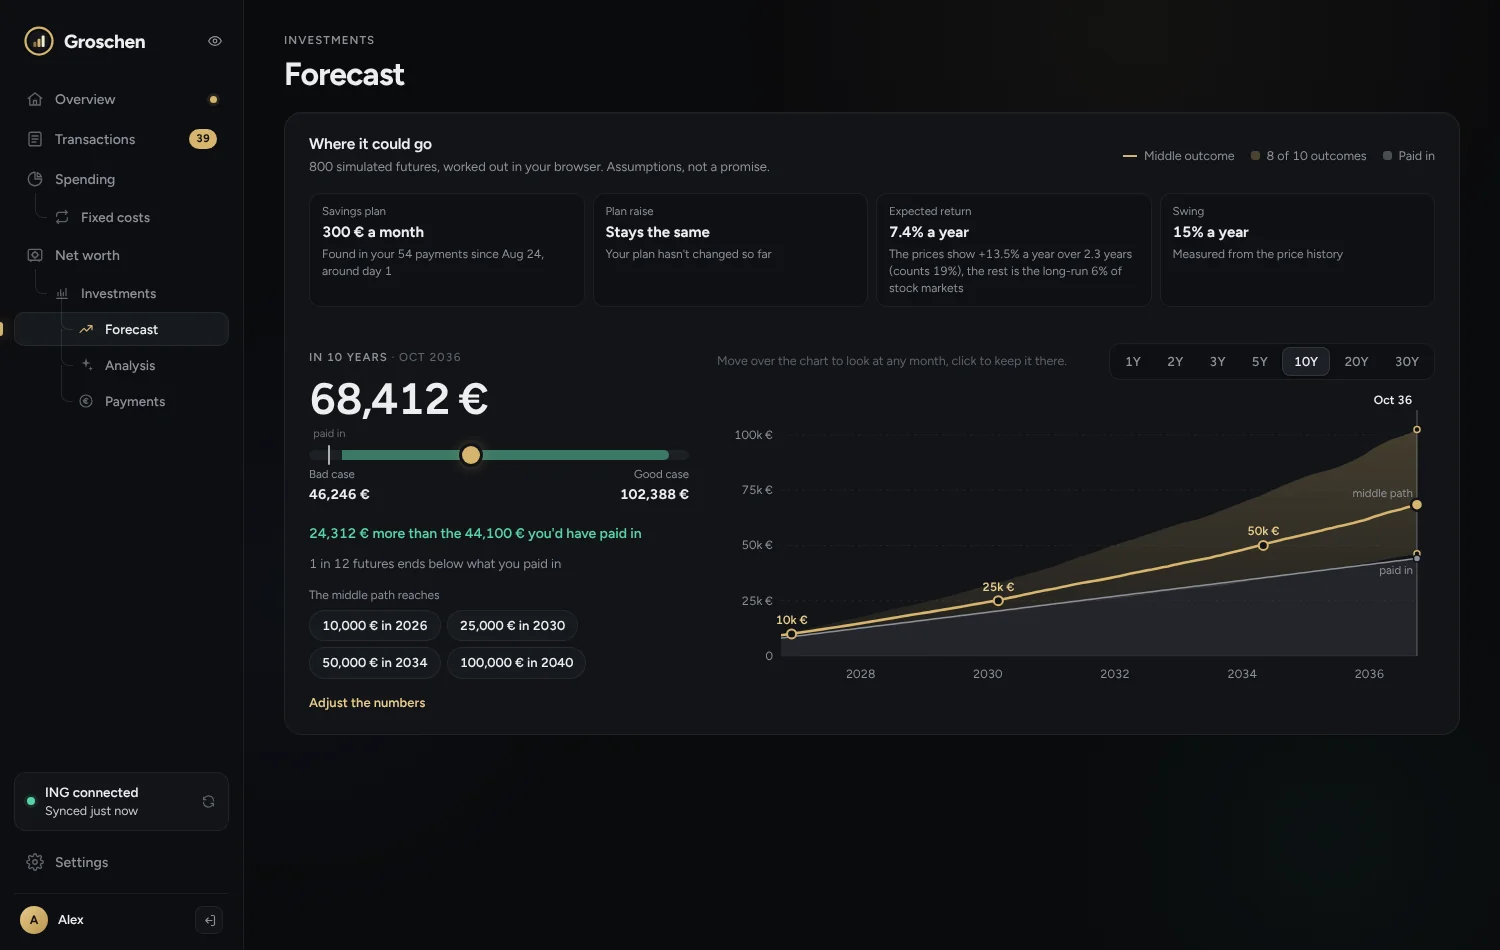 Groschen
Overview
Transactions 39
Spending
Fixed costs
Net worth
Investments
Forecast
Analysis
Payments
ING connected
Synced just now
Settings
A Alex
INVESTMENTS
Forecast
Where it could go
800 simulated futures, worked out in your browser. Assumptions, not a promise.
Middle outcome 8 of 10 outcomes Paid in
Savings plan
300 € a month
Found in your 54 payments since Aug 24,
around day 1
Plan raise
Stays the same
Your plan hasn't changed so far
Expected return
7.4% a year
The prices show +13.5% a year over 2.3 years
(counts 19%), the rest is the long-run 6% of
stock markets
Swing
15% a year
Measured from the price history
IN 10 YEARS · OCT 2036
68,412 €
paid in
Bad case Good case
46,246 € 102,388 €
24,312 € more than the 44,100 € you'd have paid in
1 in 12 futures ends below what you paid in
The middle path reaches
10,000 € in 2026 25,000 € in 2030
50,000 € in 2034 100,000 € in 2040
Adjust the numbers
Move over the chart to look at any month, click to keep it there.
1Y 2Y 3Y 5Y 10Y 20Y 30Y
Oct 36
100k €
75k €
middle path
50k €
50k €
25k €
25k €
paid in
10k €
0
2028 2030 2032 2034 2036